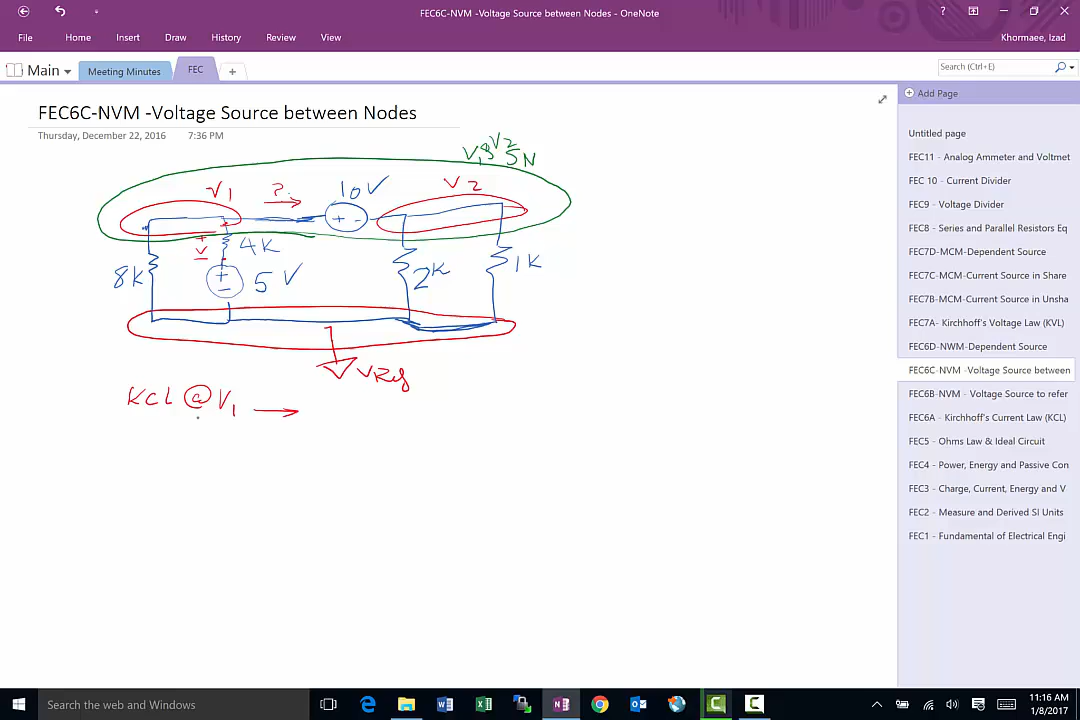 FEC6C-NVM -Voltage Source between Nodes - OneNote
File Home Insert Draw History Review View
Khormaee, Izad
Main Meeting Minutes FEC
Search (Ctrl+E)
FEC6C-NVM -Voltage Source between Nodes
Thursday, December 22, 2016 7:36 PM
V1 & V2
SN
V1 ? 10V V2
+ -
+
V
-
4K
8K
+
-
5V
2K
1K
VRef
KCL @ V1 →
Add Page
Untitled page
FEC11 - Analog Ammeter and Voltmet
FEC 10 - Current Divider
FEC9 - Voltage Divider
FEC8 - Series and Parallel Resistors Eq
FEC7D-MCM-Dependent Source
FEC7C-MCM-Current Source in Share
FEC7B-MCM-Current Source in Unsha
FEC7A- Kirchhoff's Voltage Law (KVL)
FEC6D-NWM-Dependent Source
FEC6C-NVM -Voltage Source between
FEC6B-NVM - Voltage Source to refer
FEC6A - Kirchhoff's Current Law (KCL)
FEC5 - Ohms Law & Ideal Circuit
FEC4 - Power, Energy and Passive Con
FEC3 - Charge, Current, Energy and V
FEC2 - Measure and Derived SI Units
FEC1 - Fundamental of Electrical Engi
Search the web and Windows
11:16 AM
1/8/2017